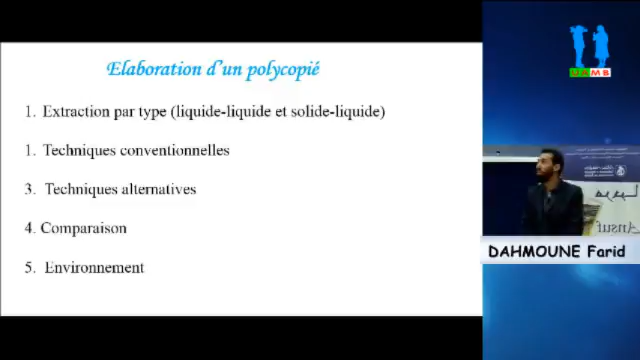 Elaboration d’un polycopié
1. Extraction par type (liquide-liquide et solide-liquide)
1. Techniques conventionnelles
3. Techniques alternatives
4. Comparaison
5. Environnement
UAMB
DAHMOUNE Farid